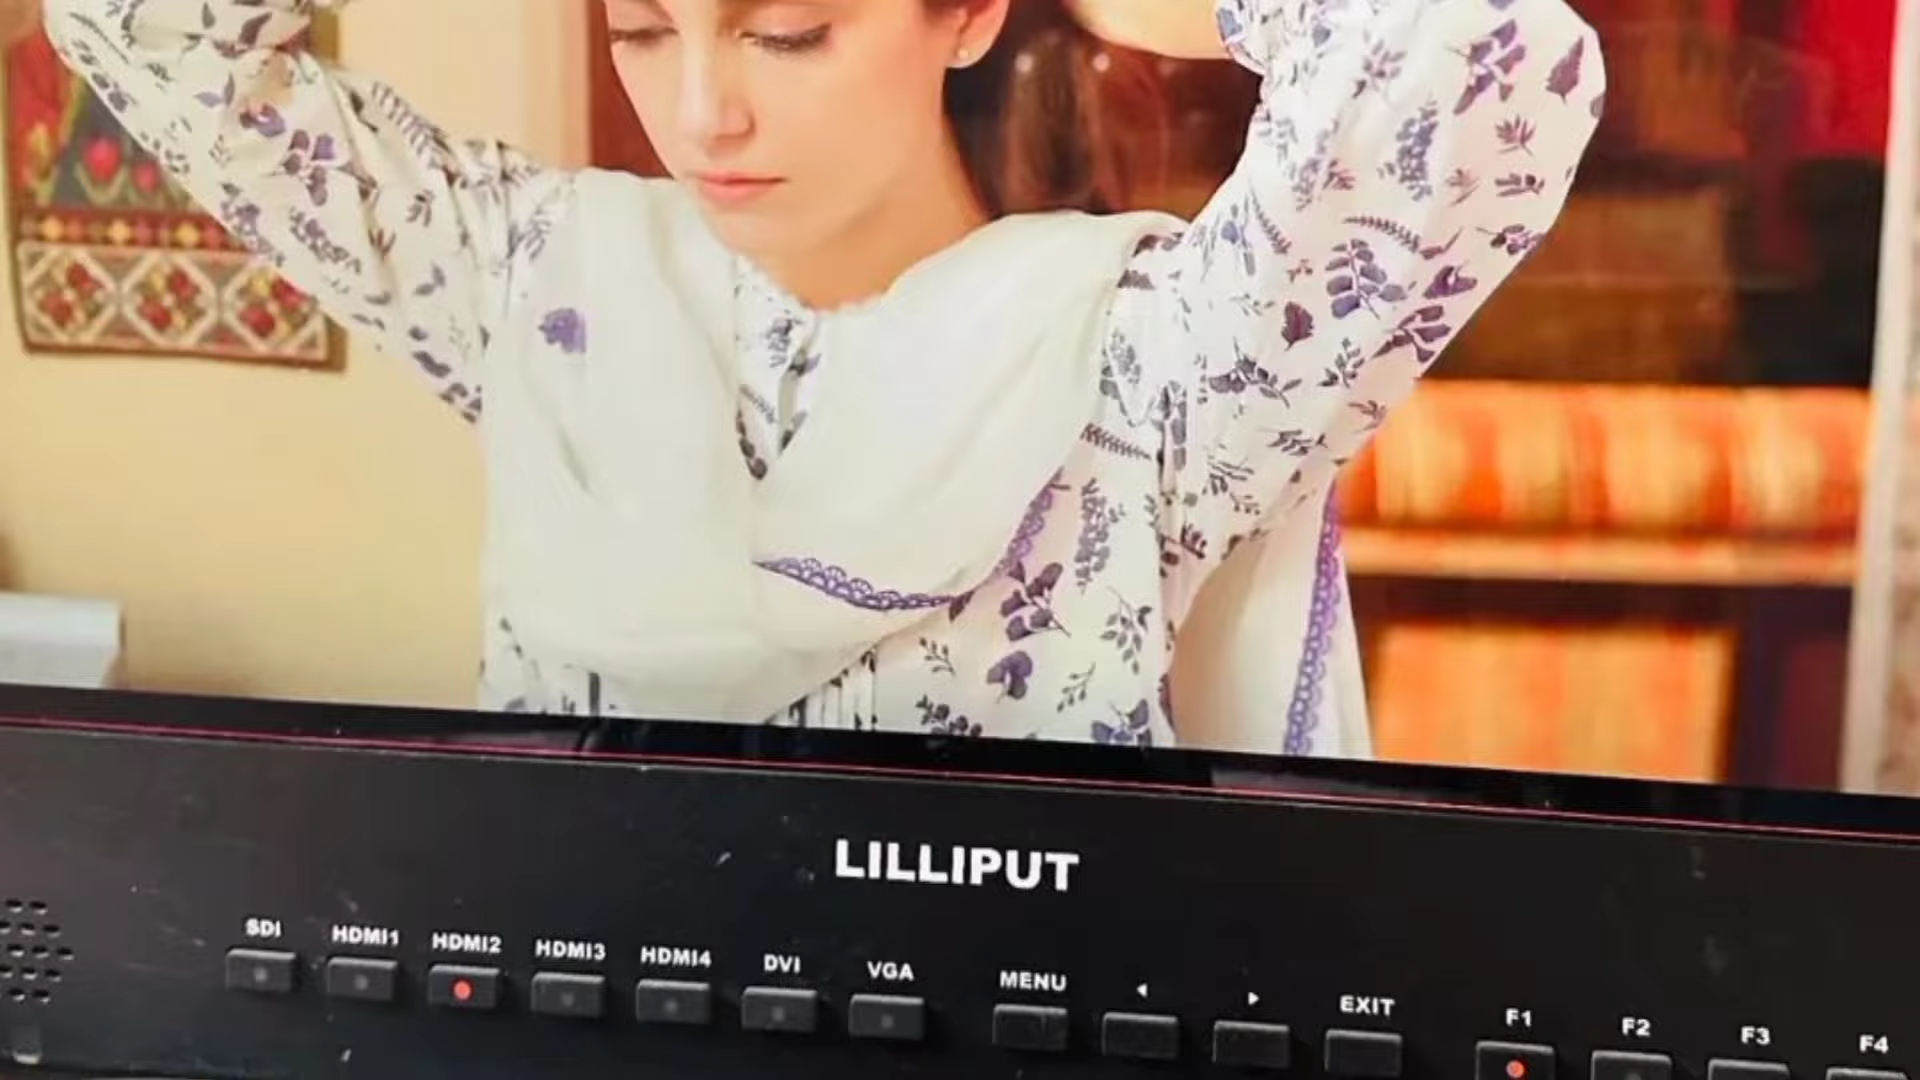 LILLIPUT
SDI HDMI1 HDMI2 HDMI3 HDMI4 DVI VGA MENU ◀ ▶ EXIT F1 F2 F3 F4